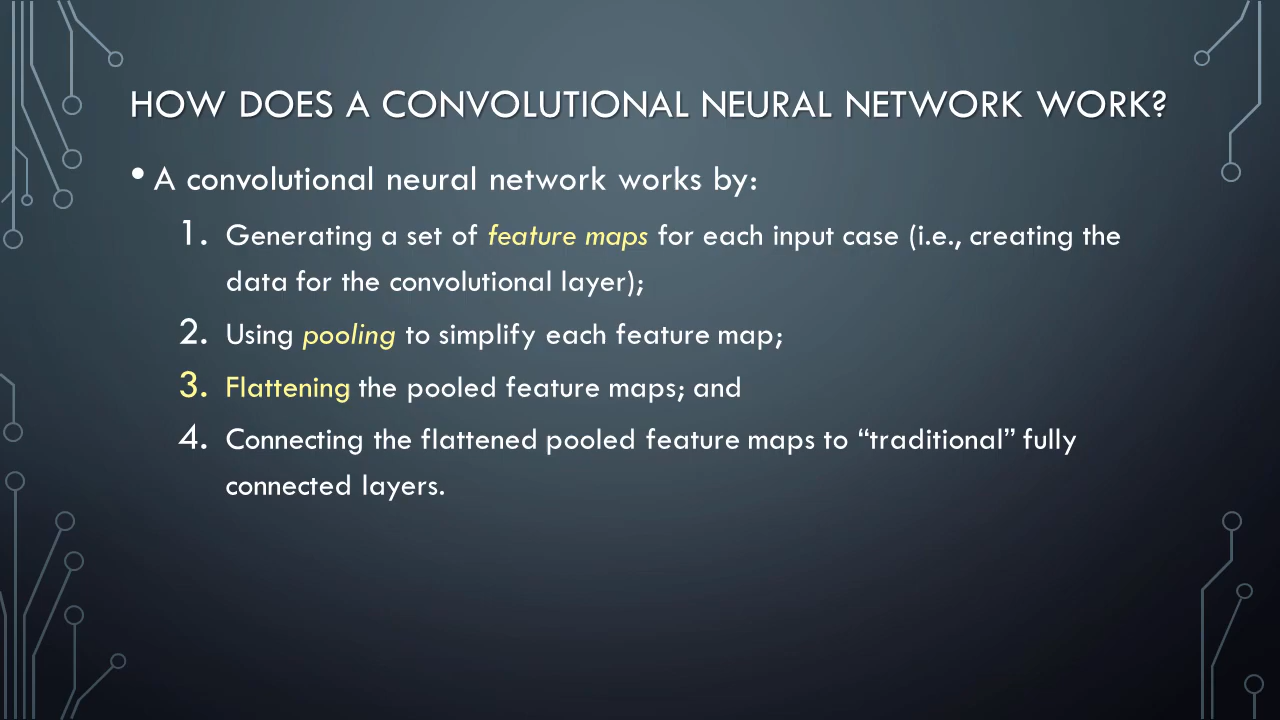 HOW DOES A CONVOLUTIONAL NEURAL NETWORK WORK?
• A convolutional neural network works by:
1. Generating a set of feature maps for each input case (i.e., creating the
data for the convolutional layer);
2. Using pooling to simplify each feature map;
3. Flattening the pooled feature maps; and
4. Connecting the flattened pooled feature maps to “traditional” fully
connected layers.